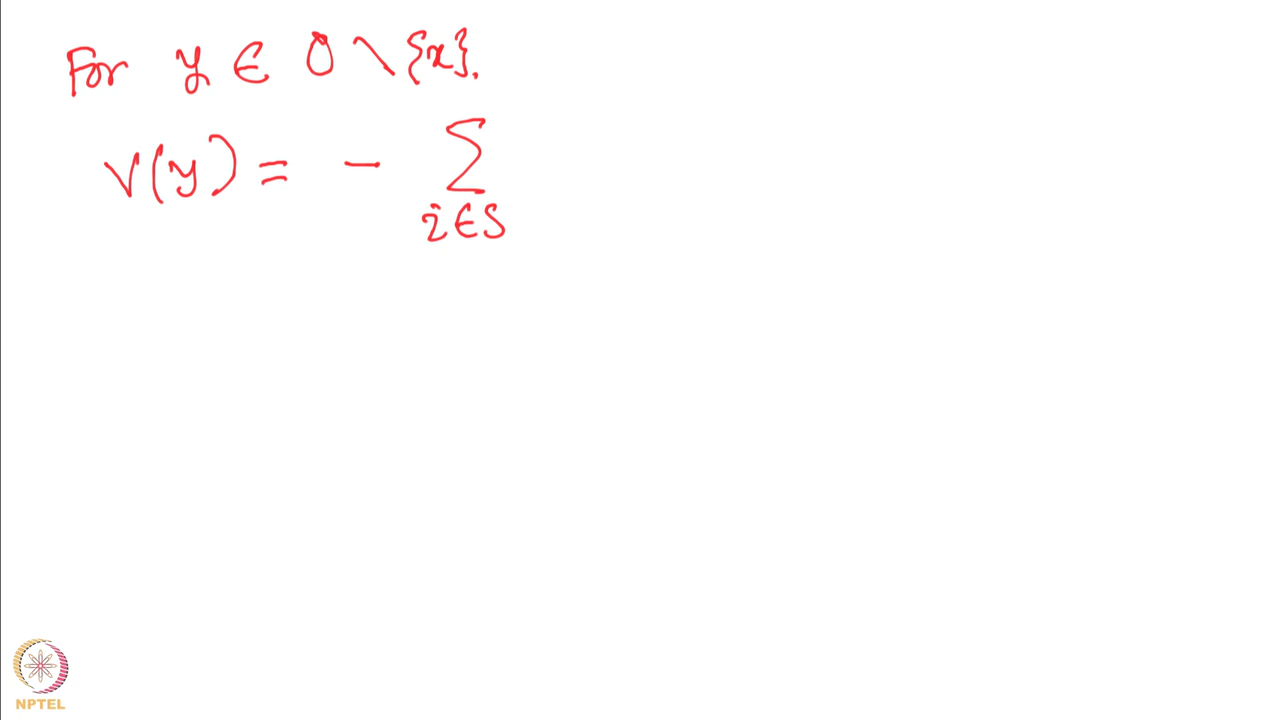 For y ∈ O \ {x}.
V(y) = - ∑
i ∈ S
NPTEL